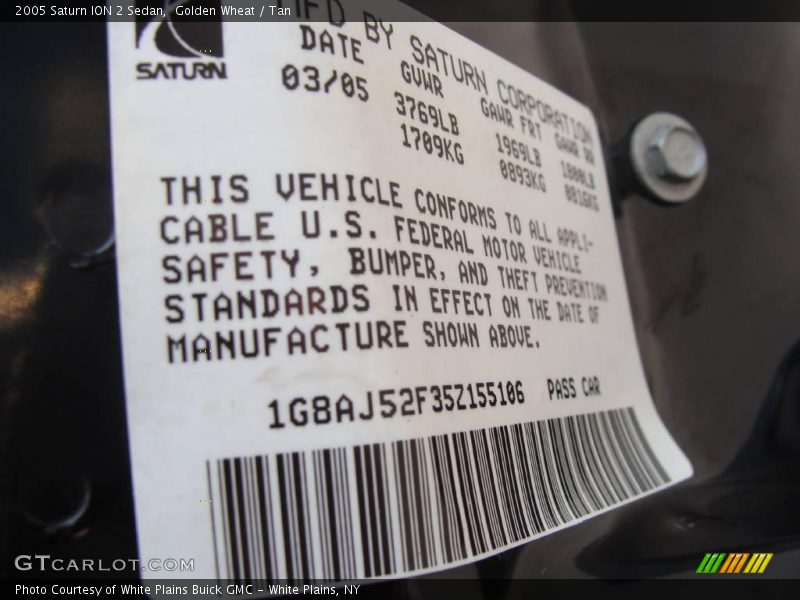 2005 Saturn ION 2 Sedan, Golden Wheat / Tan
MFD BY SATURN CORPORATION
SATURN
DATE GVWR GAWR FRT GAWR RR
03/05 3769LB 1969LB 1800LB
1709KG 0893KG 0816KG
THIS VEHICLE CONFORMS TO ALL APPLI-
CABLE U.S. FEDERAL MOTOR VEHICLE
SAFETY, BUMPER, AND THEFT PREVENTION
STANDARDS IN EFFECT ON THE DATE OF
MANUFACTURE SHOWN ABOVE.
1G8AJ52F35Z155106 PASS CAR
GTCARLOT.COM
Photo Courtesy of White Plains Buick GMC - White Plains, NY